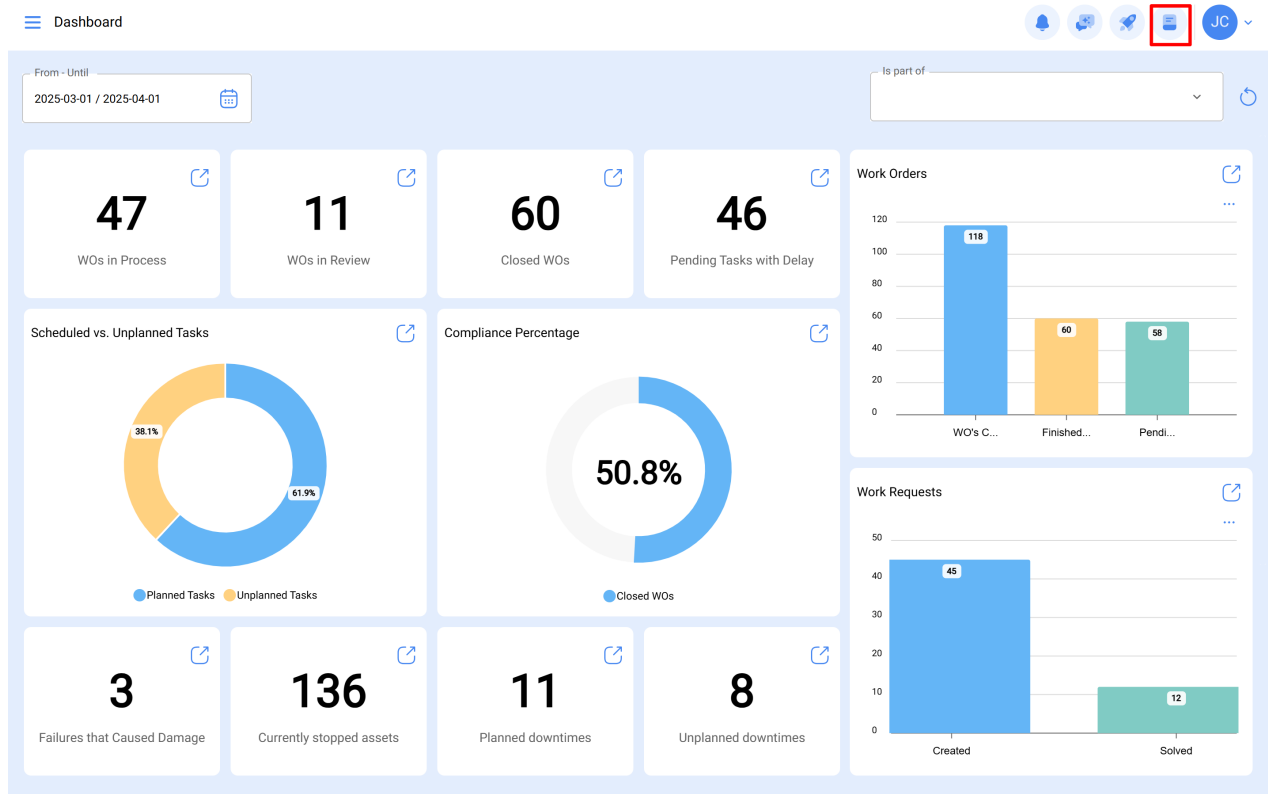 Dashboard
JC
From - Until
2025-03-01 / 2025-04-01
Is part of
47
WOs in Process
11
WOs in Review
60
Closed WOs
46
Pending Tasks with Delay
Work Orders
...
120
100
80
60
40
20
0
118
60
58
WO's C...
Finished...
Pendi...
Scheduled vs. Unplanned Tasks
38.1%
61.9%
Planned Tasks
Unplanned Tasks
Compliance Percentage
50.8%
Closed WOs
Work Requests
...
50
40
30
20
10
0
45
12
Created
Solved
3
Failures that Caused Damage
136
Currently stopped assets
11
Planned downtimes
8
Unplanned downtimes